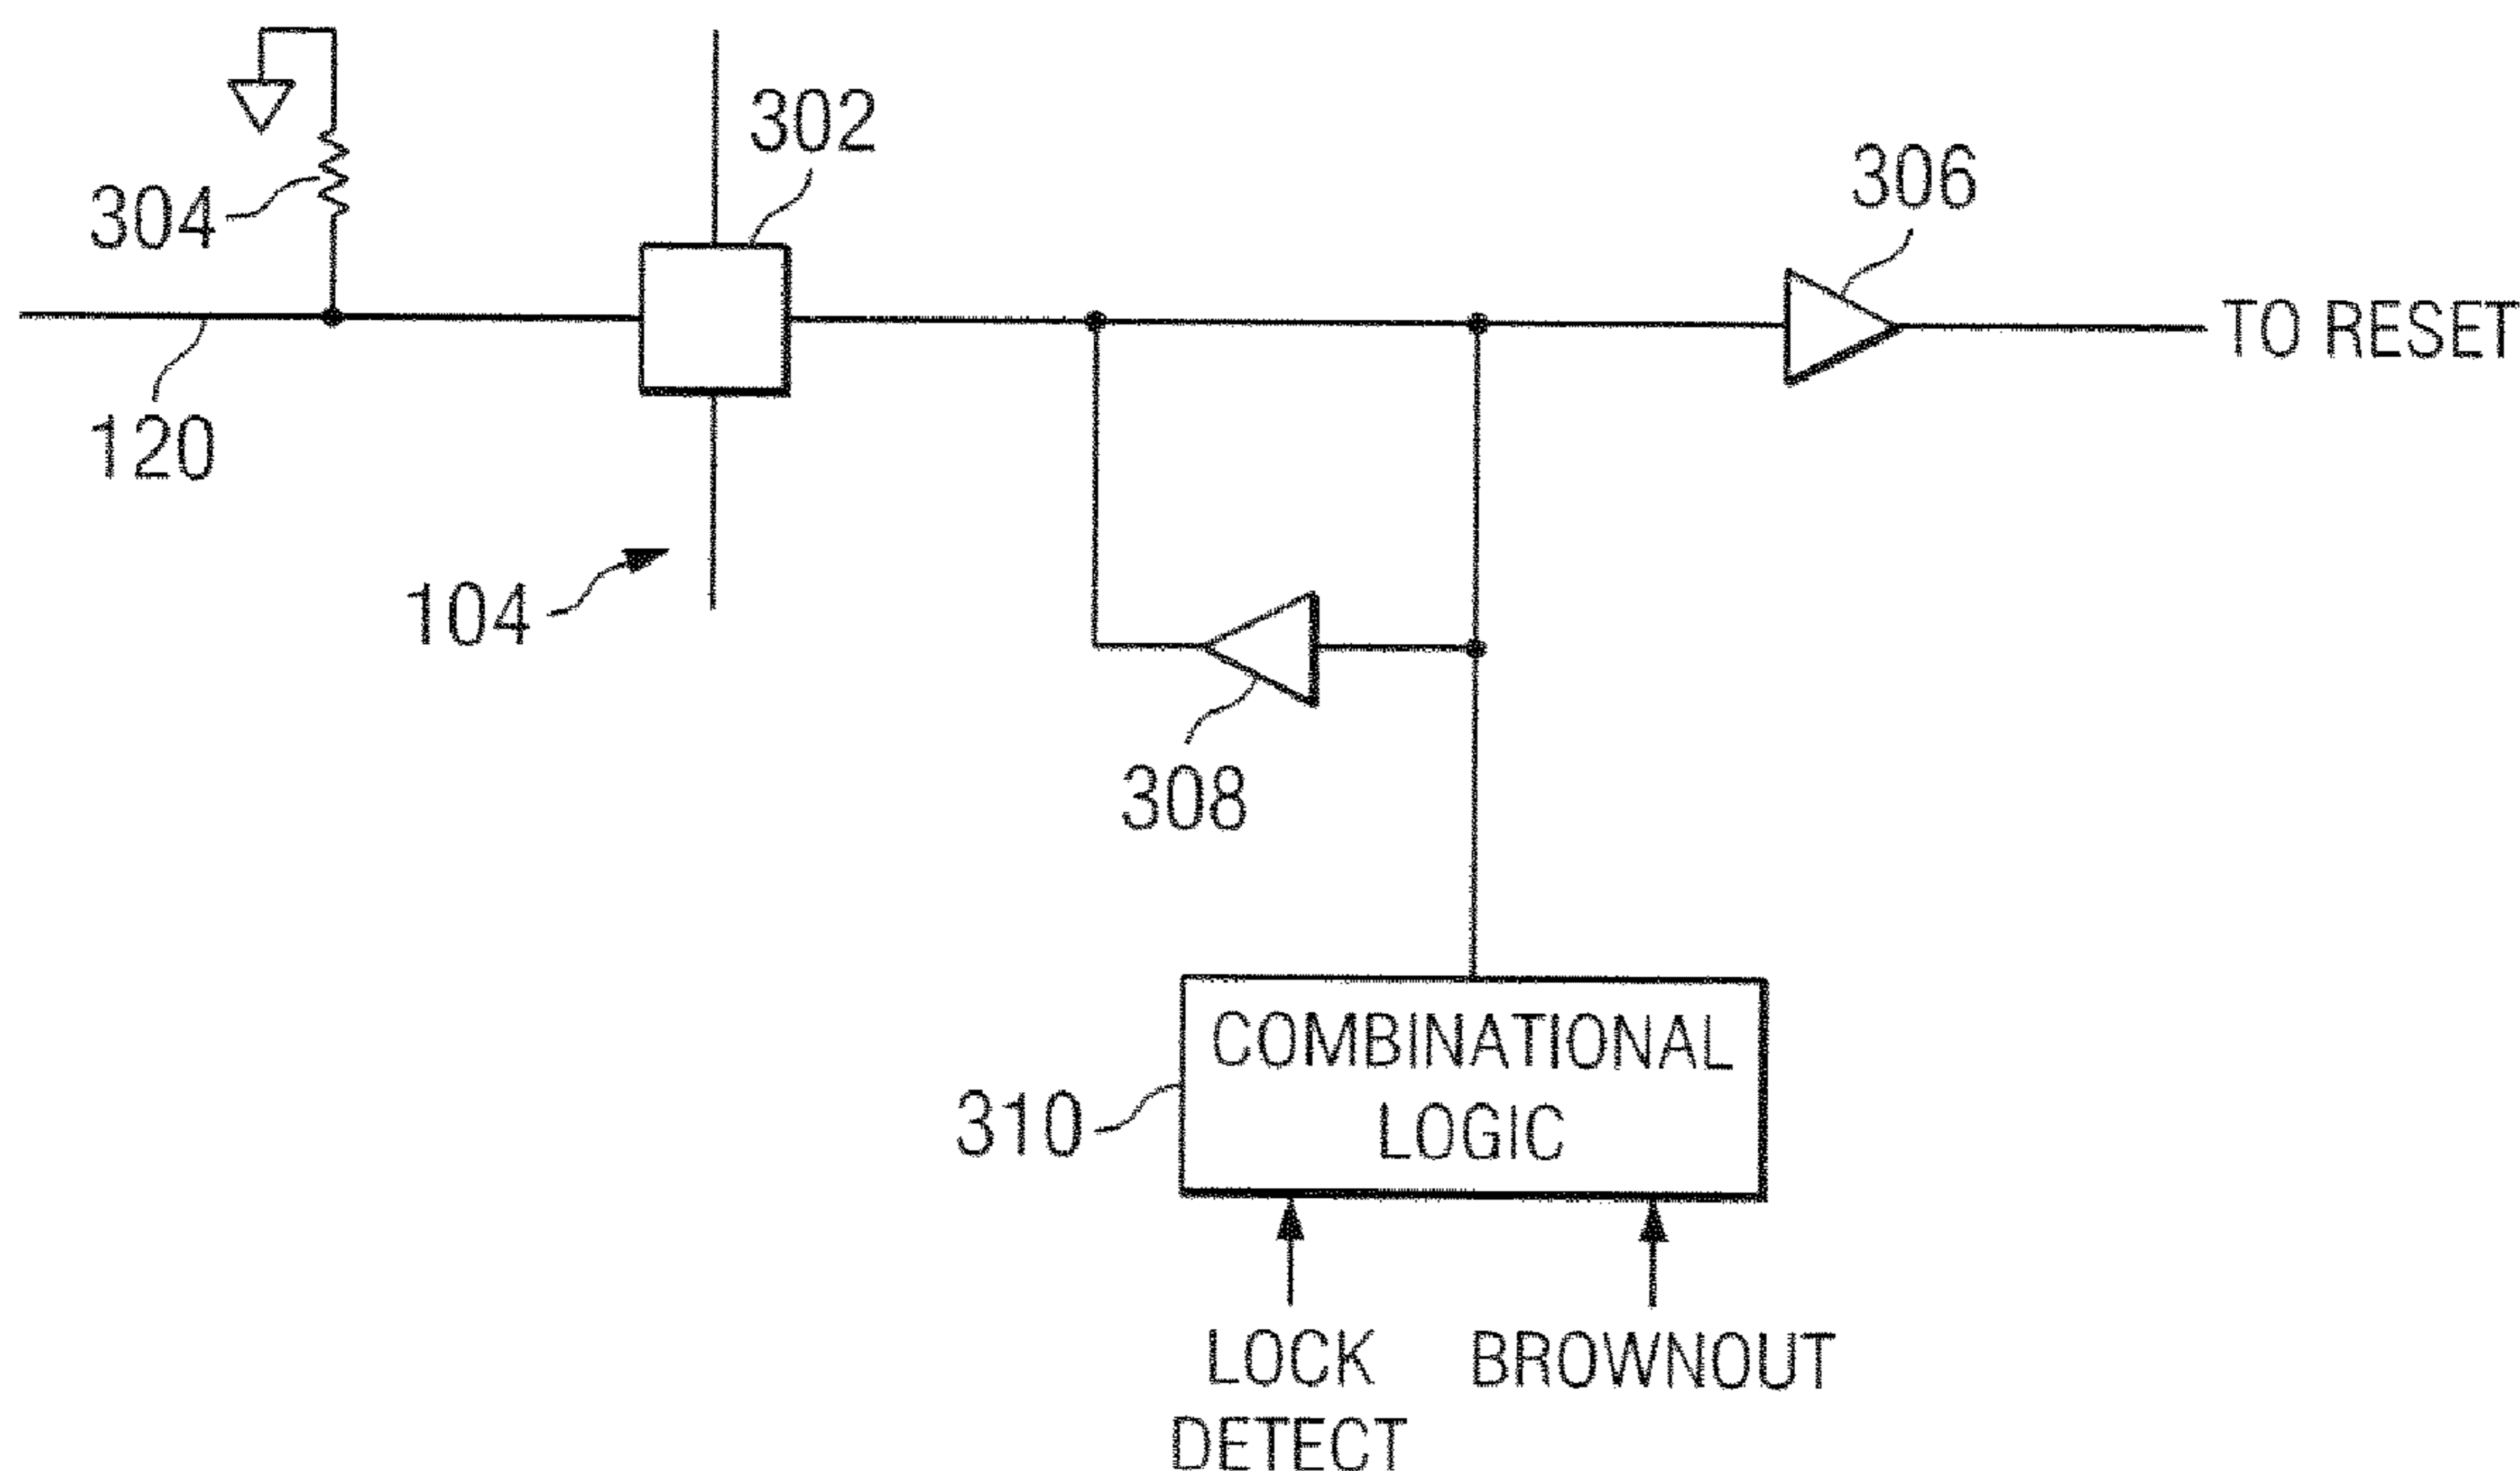 302
306
304
TO RESET
120
104
308
COMBINATIONAL
LOGIC
310
LOCK
DETECT
BROWNOUT